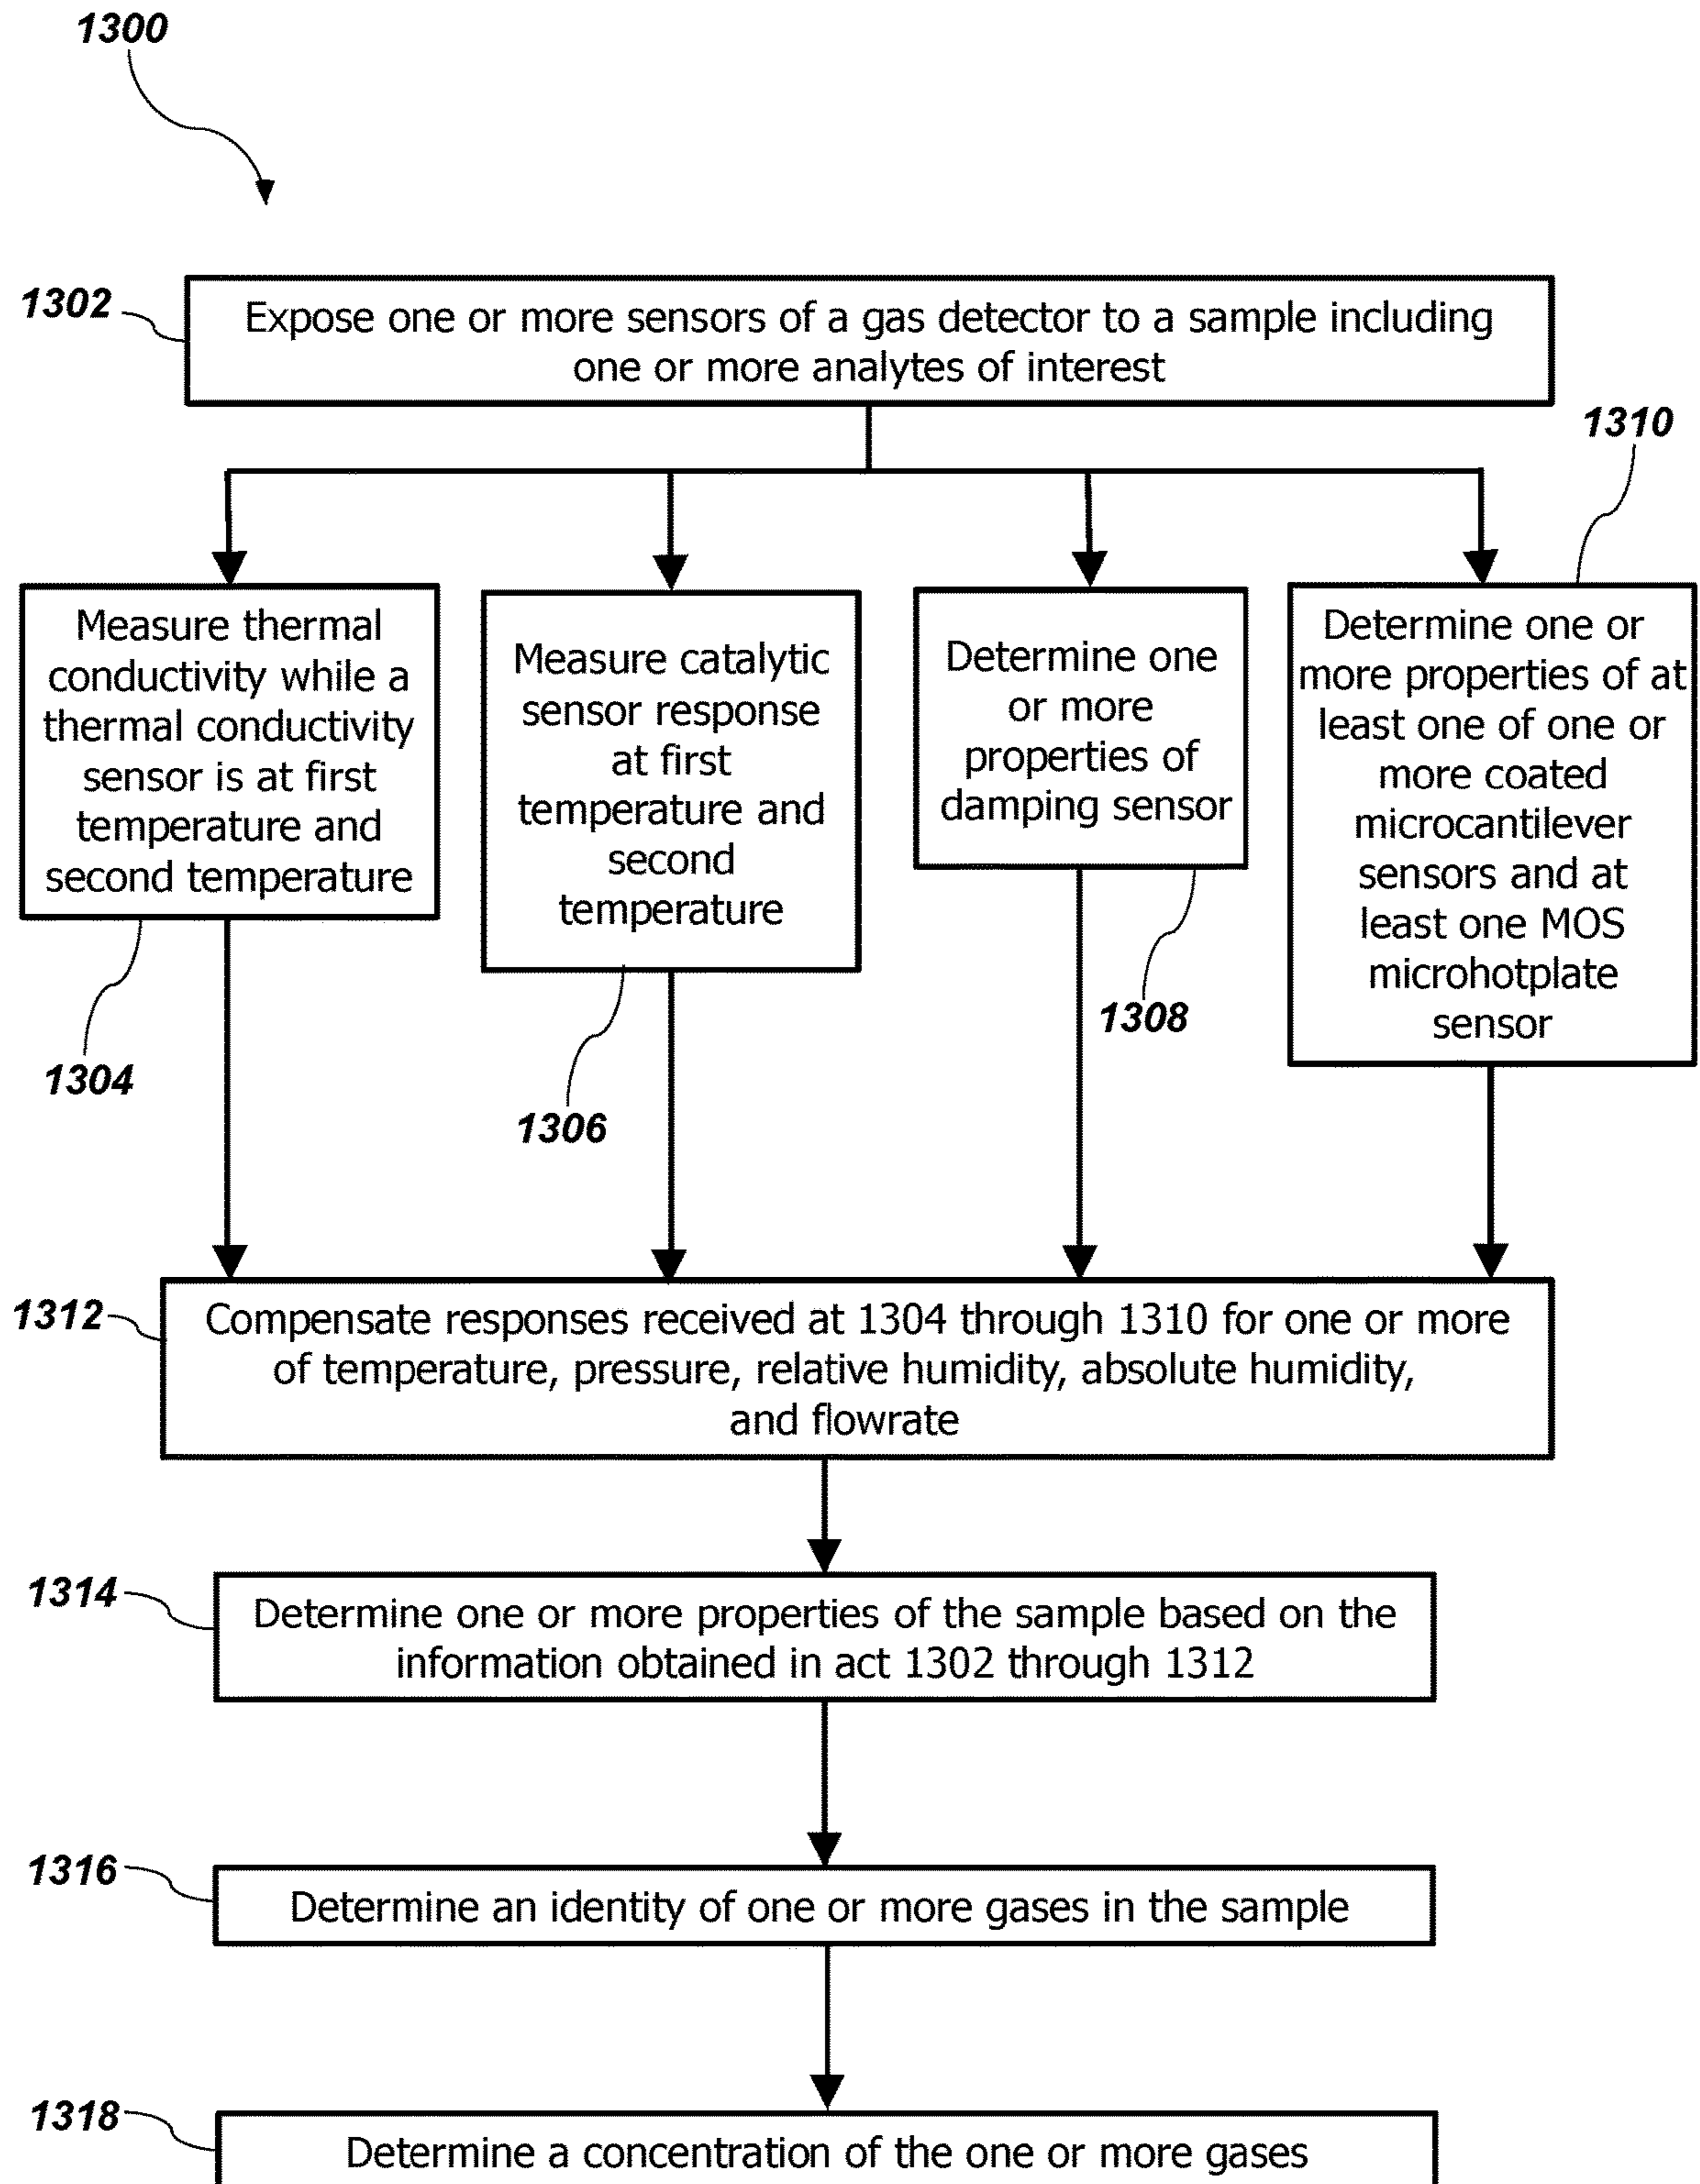 1300
1302
Expose one or more sensors of a gas detector to a sample including
one or more analytes of interest
1310
Measure thermal
conductivity while a
thermal conductivity
sensor is at first
temperature and
second temperature
1304
Measure catalytic
sensor response
at first
temperature and
second
temperature
1306
Determine one
or more
properties of
damping sensor
1308
Determine one or
more properties of at
least one of one or
more coated
microcantilever
sensors and at
least one MOS
microhotplate
sensor
1312
Compensate responses received at 1304 through 1310 for one or more
of temperature, pressure, relative humidity, absolute humidity,
and flowrate
1314
Determine one or more properties of the sample based on the
information obtained in act 1302 through 1312
1316
Determine an identity of one or more gases in the sample
1318
Determine a concentration of the one or more gases